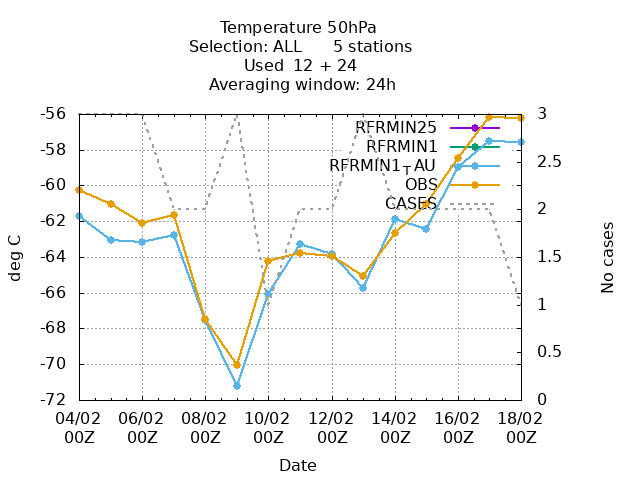 Temperature 50hPa
Selection: ALL      5 stations
Used  12 + 24
Averaging window: 24h
-56
-58
-60
-62
-64
-66
-68
-70
-72
3
2.5
2
1.5
1
0.5
0
deg C
No cases
RFRMIN25
RFRMIN1
RFRMIN1_TAU
OBS
CASES
04/02 06/02 08/02 10/02 12/02 14/02 16/02 18/02
00Z 00Z 00Z 00Z 00Z 00Z 00Z 00Z
Date